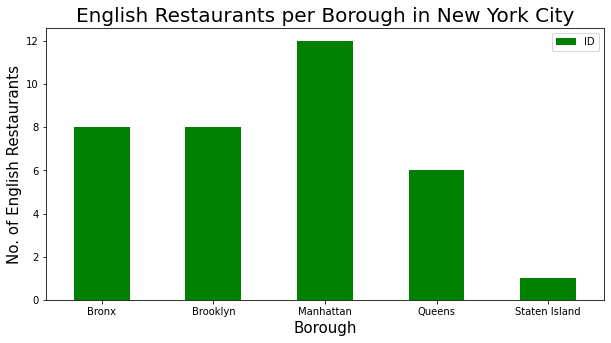 English Restaurants per Borough in New York City
ID
No. of English Restaurants
12
10
8
6
4
2
0
Bronx Brooklyn Manhattan Queens Staten Island
Borough